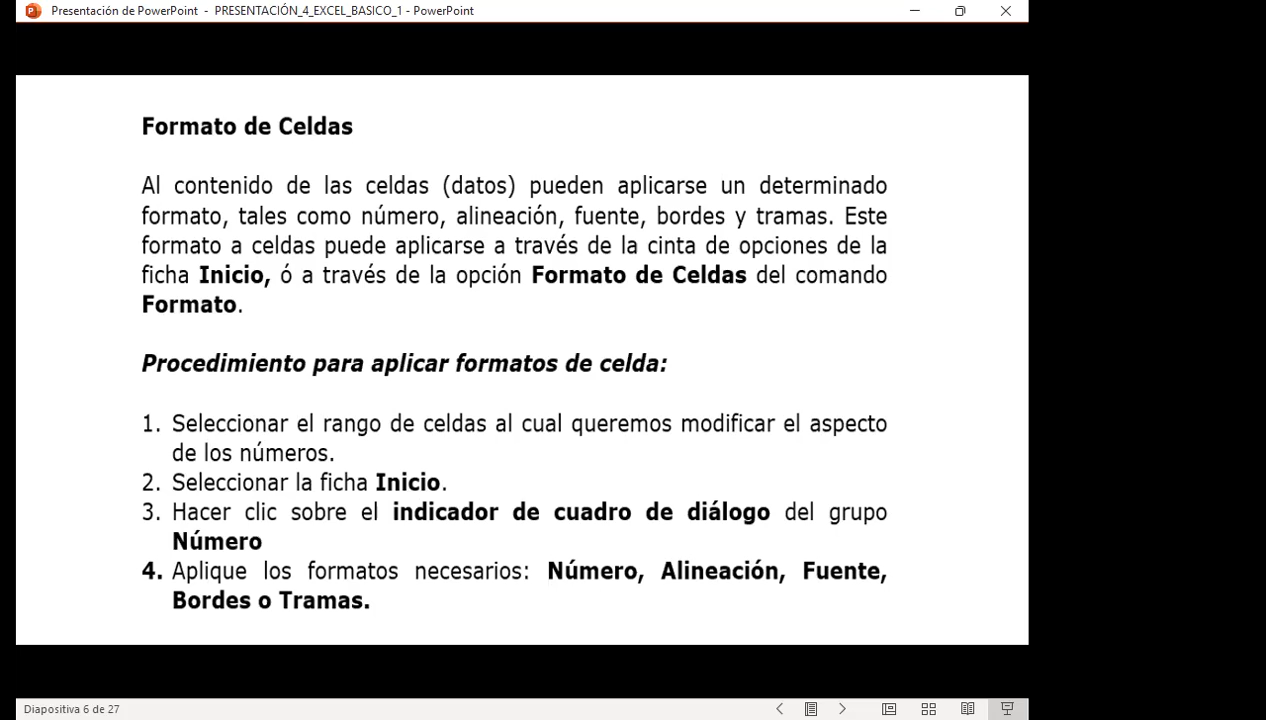 Presentación de PowerPoint - PRESENTACIÓN_4_EXCEL_BASICO_1 - PowerPoint
Formato de Celdas
Al contenido de las celdas (datos) pueden aplicarse un determinado
formato, tales como número, alineación, fuente, bordes y tramas. Este
formato a celdas puede aplicarse a través de la cinta de opciones de la
ficha Inicio, ó a través de la opción Formato de Celdas del comando
Formato.
Procedimiento para aplicar formatos de celda:
1. Seleccionar el rango de celdas al cual queremos modificar el aspecto
de los números.
2. Seleccionar la ficha Inicio.
3. Hacer clic sobre el indicador de cuadro de diálogo del grupo
Número
4. Aplique los formatos necesarios: Número, Alineación, Fuente,
Bordes o Tramas.
Diapositiva 6 de 27